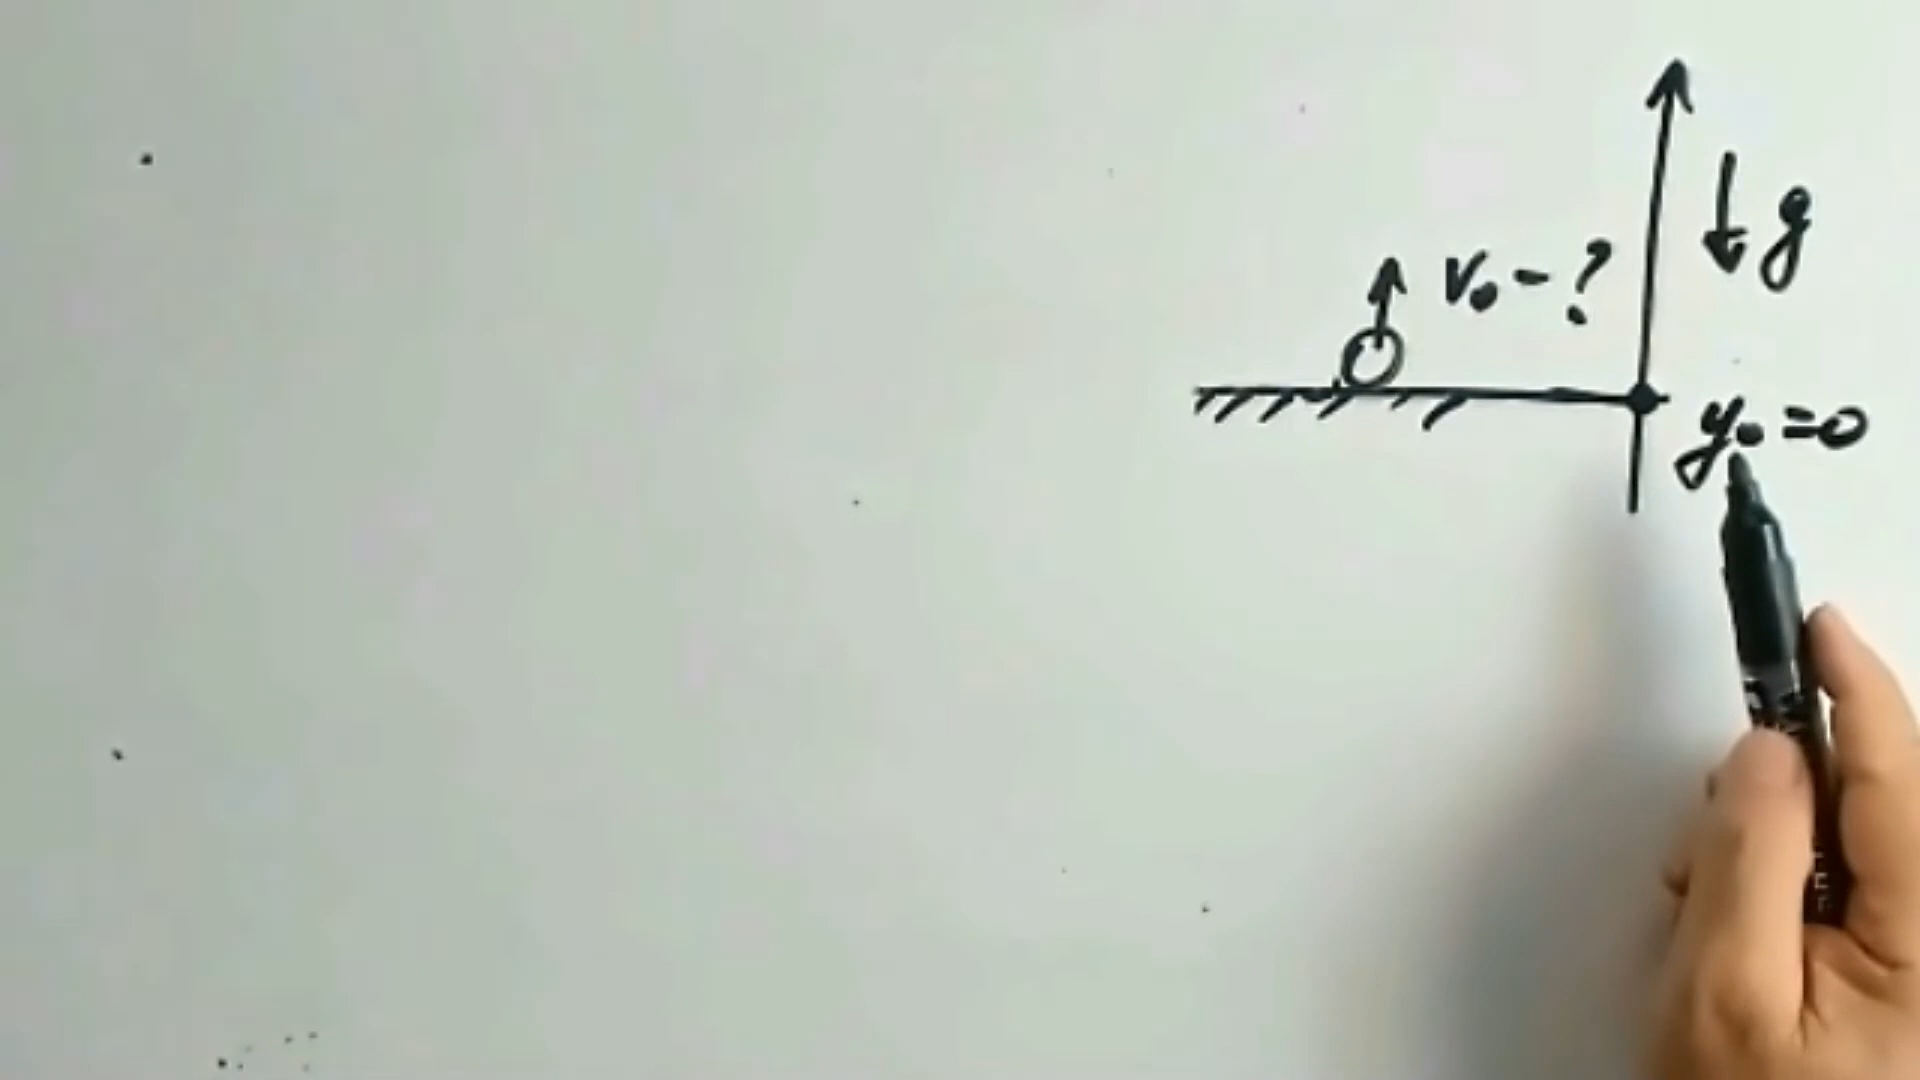 g
v₀ - ?
y₀ = 0